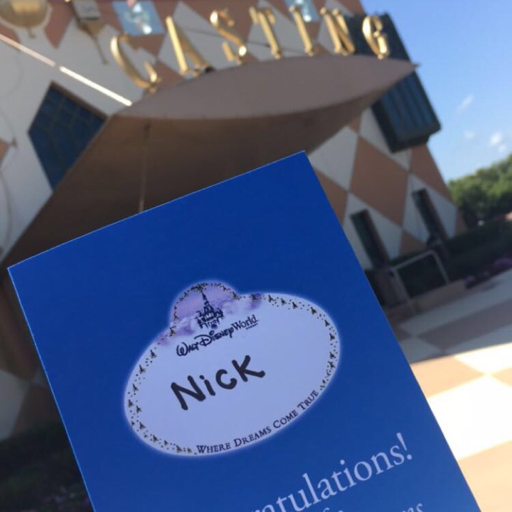 CASTING
Walt Disney World
Nick
WHERE DREAMS COME TRUE